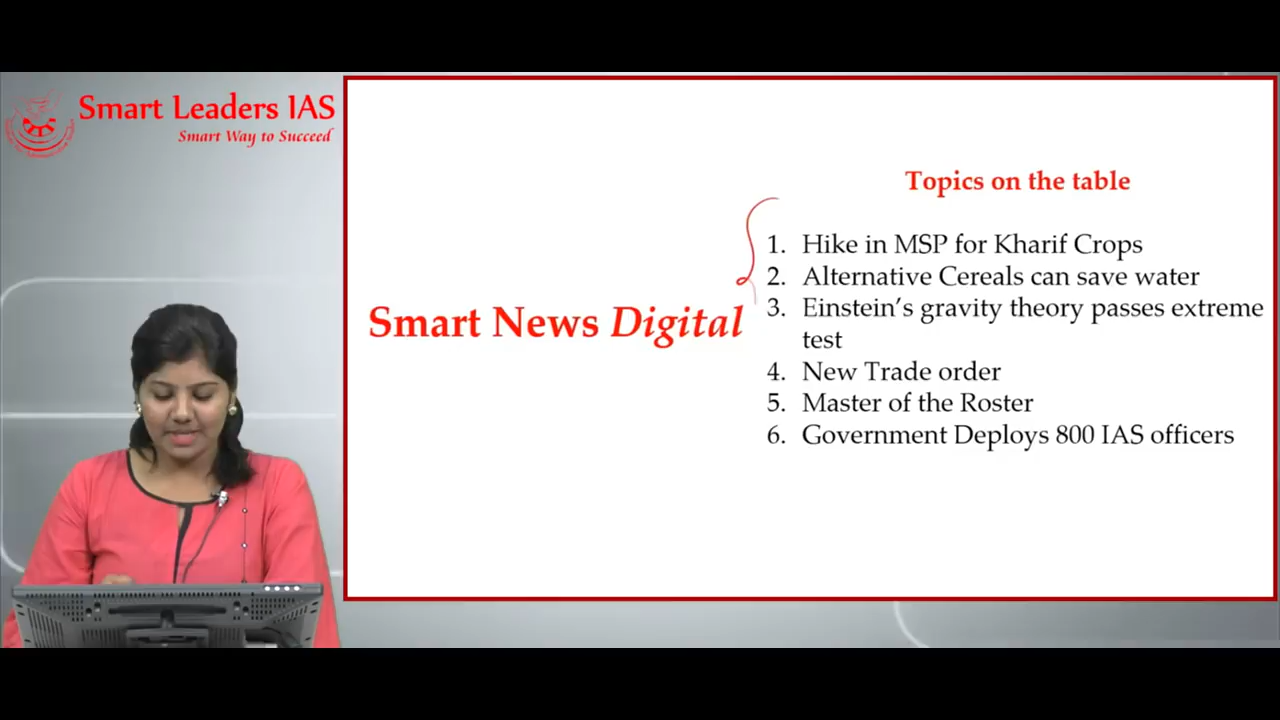 Smart Leaders IAS
Smart Way to Succeed
Topics on the table
1. Hike in MSP for Kharif Crops
2. Alternative Cereals can save water
3. Einstein’s gravity theory passes extreme
test
4. New Trade order
5. Master of the Roster
6. Government Deploys 800 IAS officers
Smart News Digital